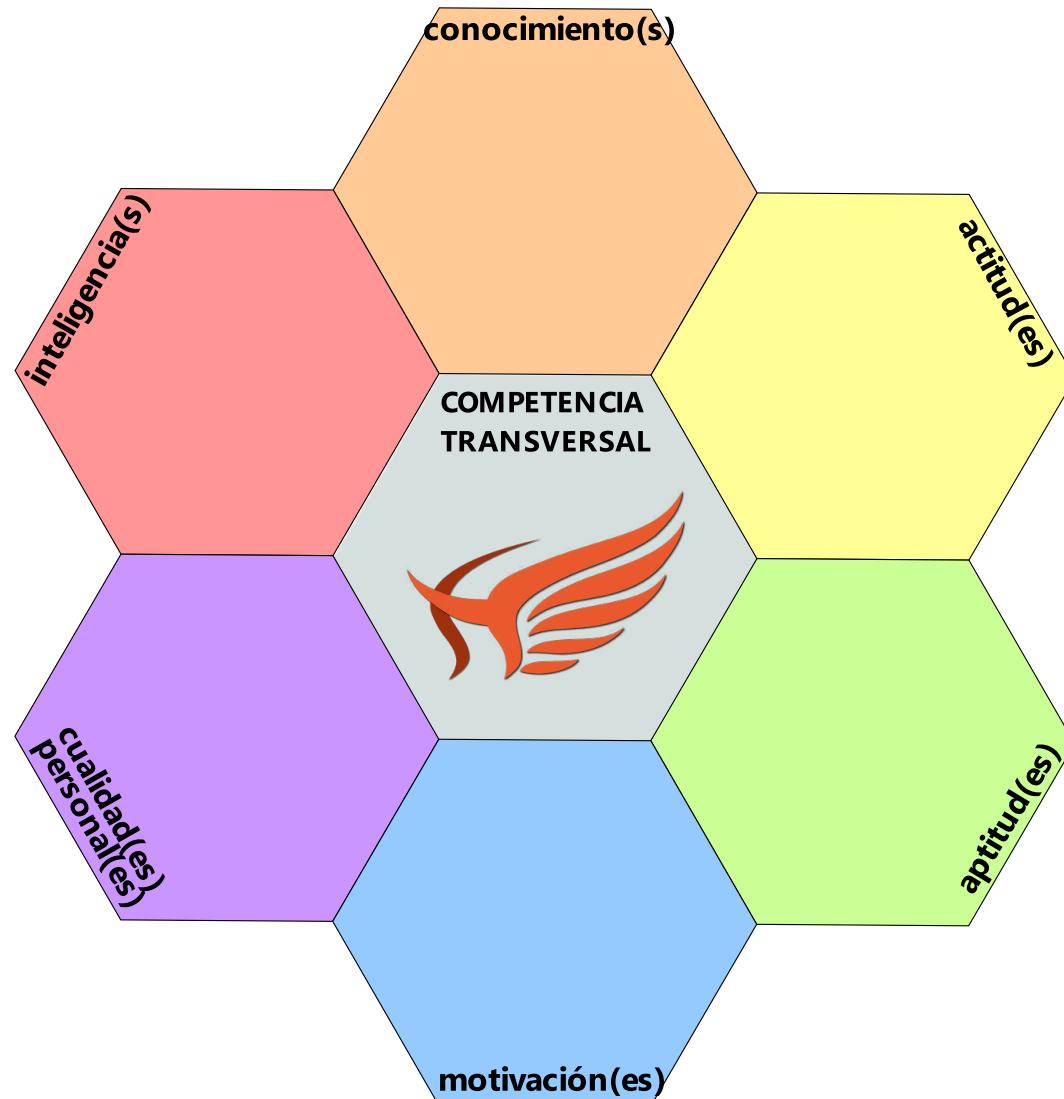 conocimiento(s)
inteligencia(s)
actitud(es)
COMPETENCIA
TRANSVERSAL
cualidad(es)
personal(es)
aptitud(es)
motivación(es)